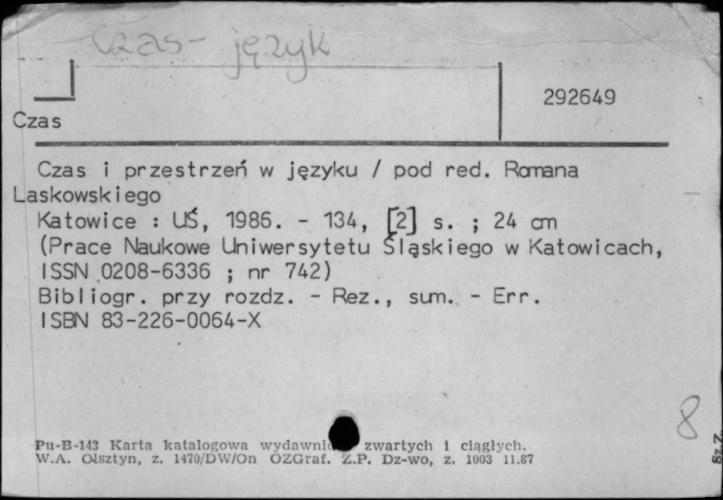 Czas - język
292649
Czas
Czas i przestrzeń w języku / pod red. Romana
Laskowskiego
Katowice : UŚ, 1986. - 134, [2] s. ; 24 cm
(Prace Naukowe Uniwersytetu Śląskiego w Katowicach,
ISSN 0208-6336 ; nr 742)
Bibliogr. przy rozdz. - Rez., sum. - Err.
ISBN 83-226-0064-X
8
Pu-B-143 Karta katalogowa zwartych i ciągłych.
W.A. Olsztyn, z. 1470/DW/On OZGraf. Z.P. Dz-wo, z. 1003 11.87
Sz.Z.